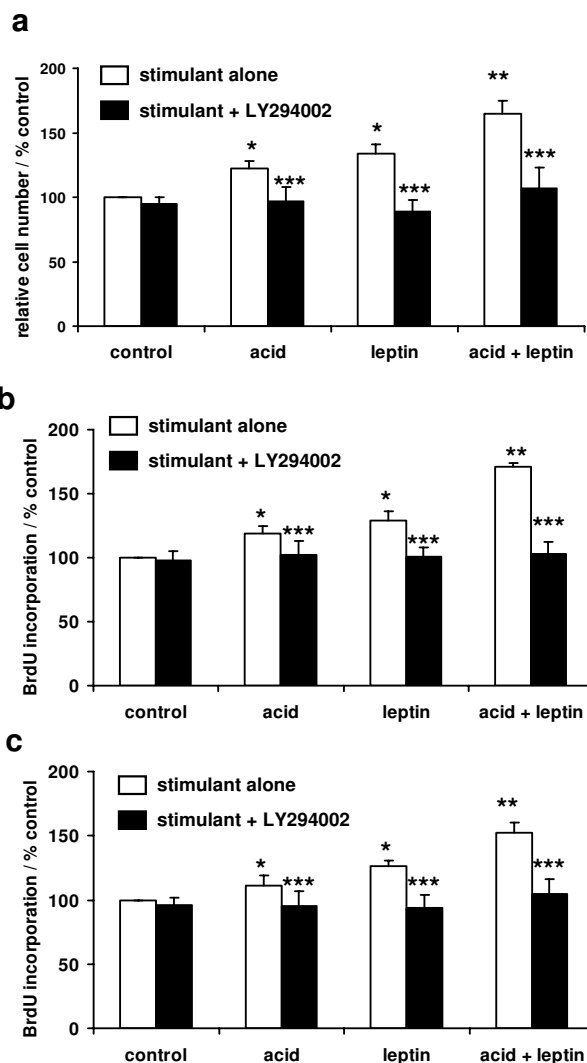 a
relative cell number / % control
200
150
100
50
0
stimulant alone
stimulant + LY294002
*
***
*
***
**
***
control acid leptin acid + leptin
b
BrdU incorporation / % control
200
150
100
50
0
stimulant alone
stimulant + LY294002
*
***
*
***
**
***
control acid leptin acid + leptin
c
BrdU incorporation / % control
200
150
100
50
0
stimulant alone
stimulant + LY294002
*
***
*
***
**
***
control acid leptin acid + leptin